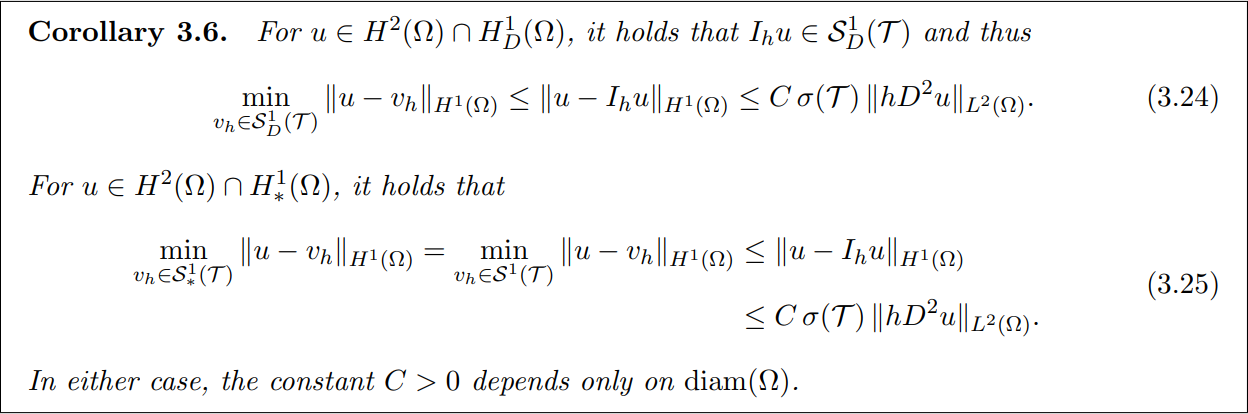 Corollary 3.6. For u ∈ H²(Ω) ∩ H¹_D(Ω), it holds that I_h u ∈ 𝒮¹_D(𝒯) and thus
min_{v_h∈𝒮¹_D(𝒯)} ‖u − v_h‖_{H¹(Ω)} ≤ ‖u − I_h u‖_{H¹(Ω)} ≤ C σ(𝒯) ‖hD²u‖_{L²(Ω)}. (3.24)
For u ∈ H²(Ω) ∩ H¹_*(Ω), it holds that
min_{v_h∈𝒮¹_*(𝒯)} ‖u − v_h‖_{H¹(Ω)} = min_{v_h∈𝒮¹(𝒯)} ‖u − v_h‖_{H¹(Ω)} ≤ ‖u − I_h u‖_{H¹(Ω)}
(3.25)
≤ C σ(𝒯) ‖hD²u‖_{L²(Ω)}.
In either case, the constant C > 0 depends only on diam(Ω).